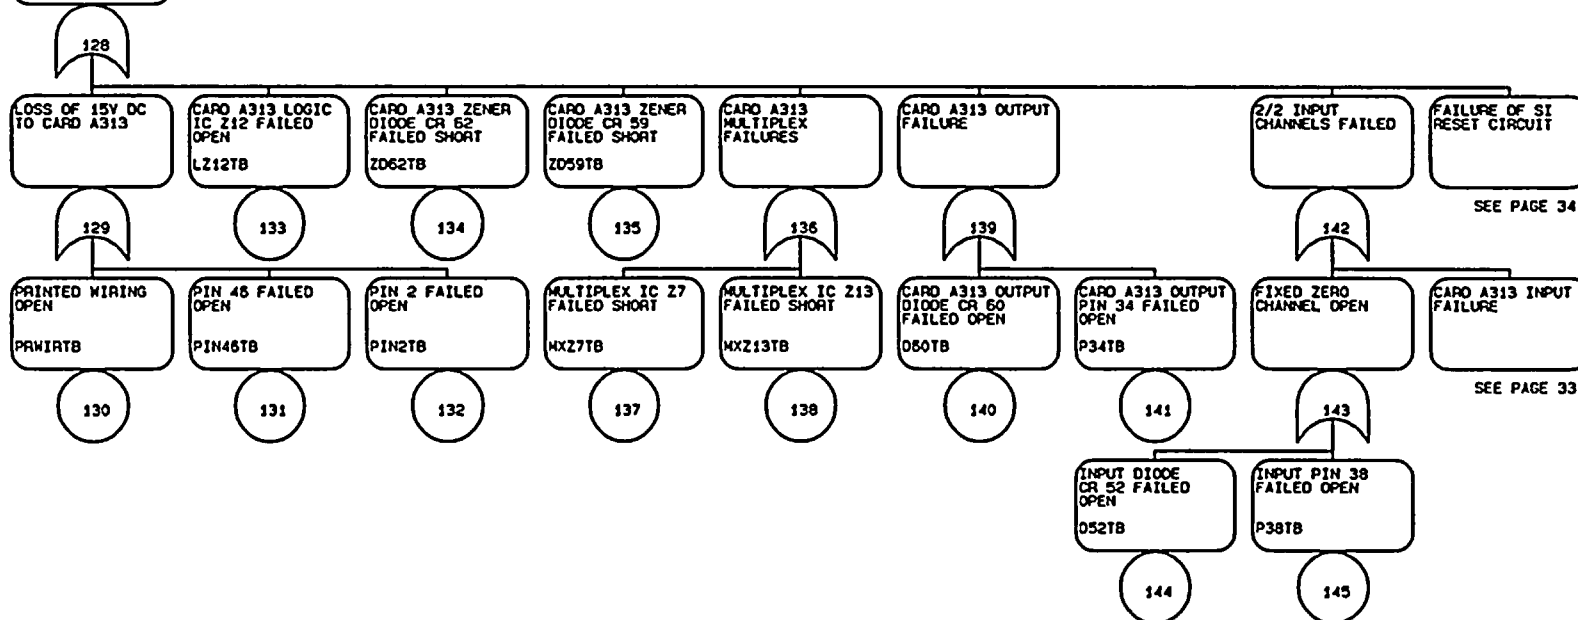 128
LOSS OF 15V DC
TO CARD A313
CARD A313 LOGIC
IC Z12 FAILED
OPEN
LZ12TB
CARD A313 ZENER
DIODE CR 62
FAILED SHORT
ZD62TB
CARD A313 ZENER
DIODE CR 59
FAILED SHORT
ZD59TB
CARD A313
MULTIPLEX
FAILURES
CARD A313 OUTPUT
FAILURE
2/2 INPUT
CHANNELS FAILED
FAILURE OF SI
RESET CIRCUIT
SEE PAGE 34
129
133
134
135
136
139
142
PRINTED WIRING
OPEN
PRWIRTB
PIN 46 FAILED
OPEN
PIN46TB
PIN 2 FAILED
OPEN
PIN2TB
MULTIPLEX IC Z7
FAILED SHORT
MXZ7TB
MULTIPLEX IC Z13
FAILED SHORT
MXZ13TB
CARD A313 OUTPUT
DIODE CR 60
FAILED OPEN
D60TB
CARD A313 OUTPUT
PIN 34 FAILED
OPEN
P34TB
FIXED ZERO
CHANNEL OPEN
CARD A313 INPUT
FAILURE
SEE PAGE 33
130
131
132
137
138
140
141
143
INPUT DIODE
CR 52 FAILED
OPEN
D52TB
INPUT PIN 38
FAILED OPEN
P38TB
144
145